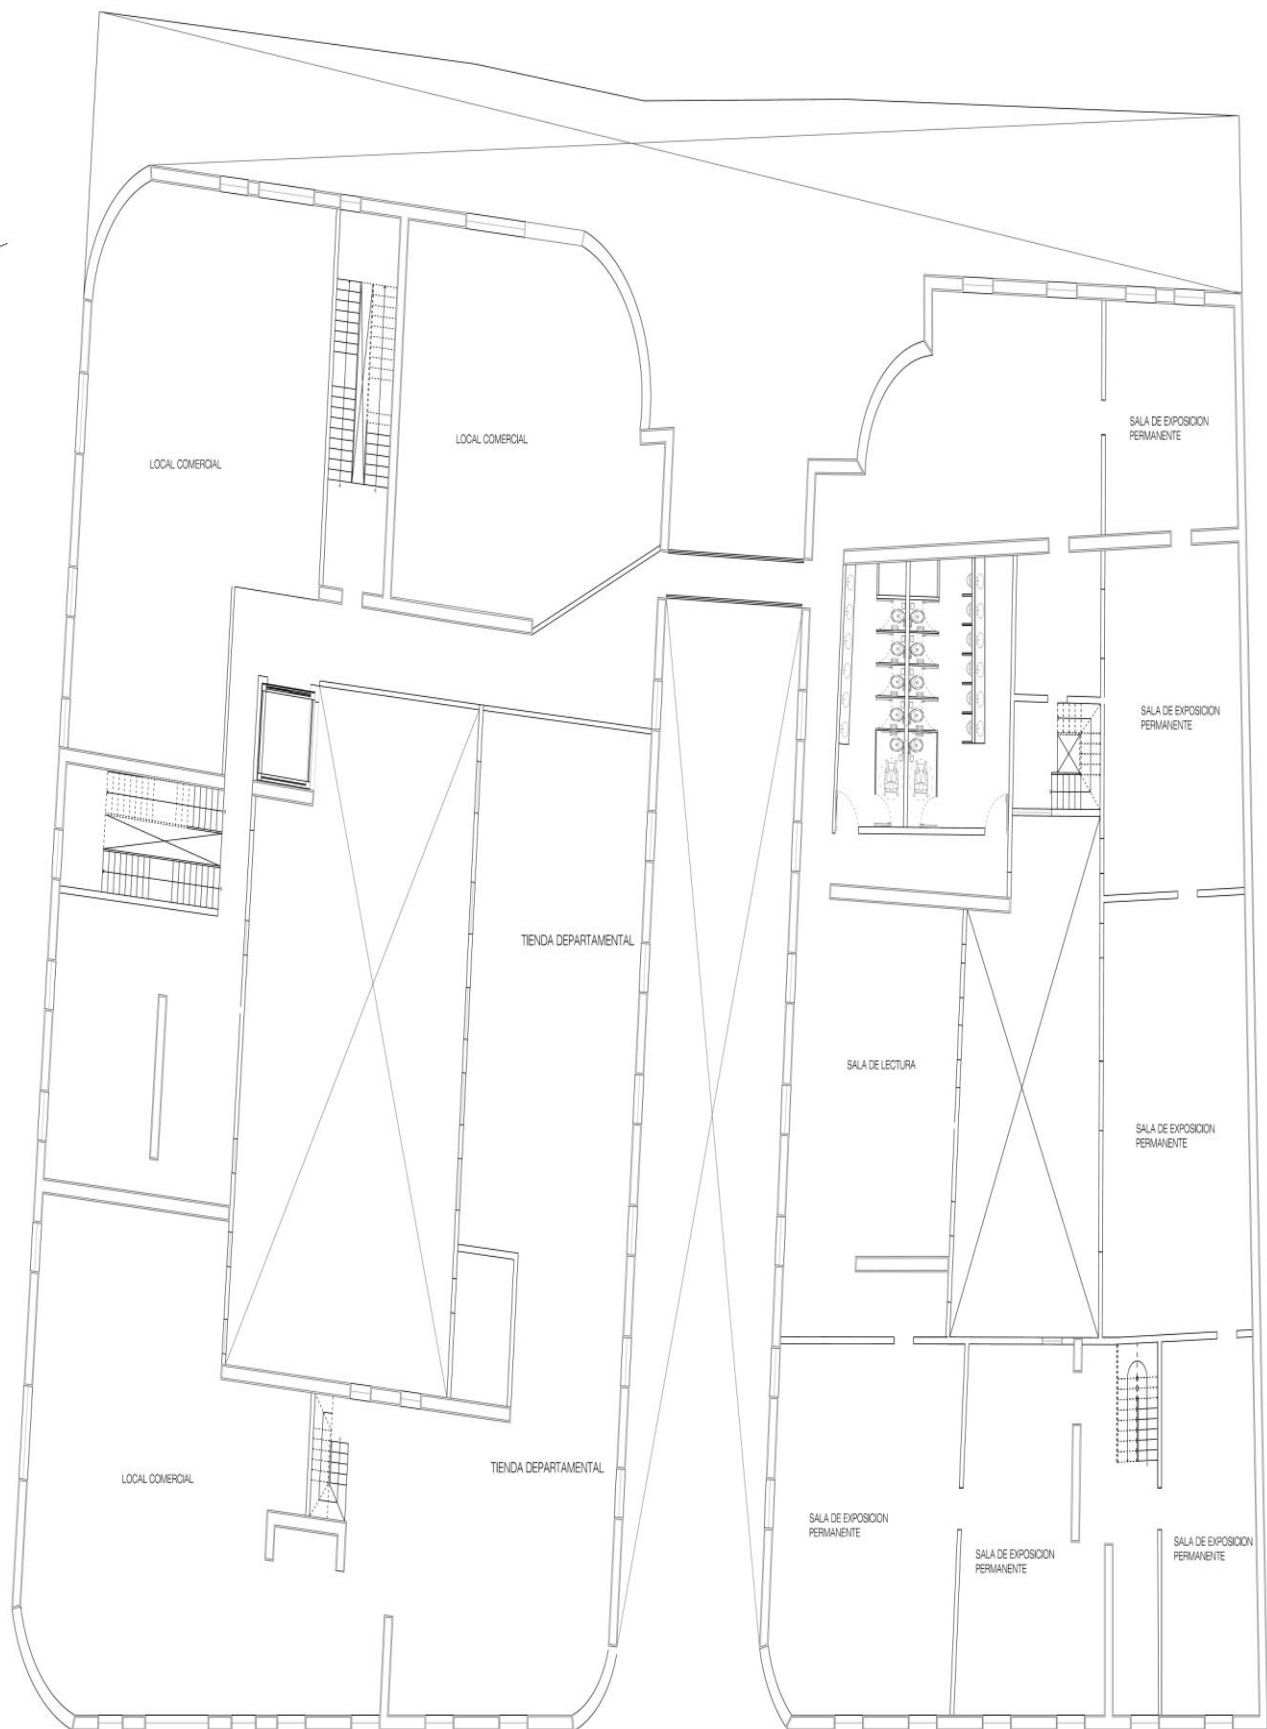 SALA DE EXPOSICION
PERMANENTE
LOCAL COMERCIAL
LOCAL COMERCIAL
SALA DE EXPOSICION
PERMANENTE
TIENDA DEPARTAMENTAL
SALA DE LECTURA
SALA DE EXPOSICION
PERMANENTE
TIENDA DEPARTAMENTAL
LOCAL COMERCIAL
SALA DE EXPOSICION
PERMANENTE
SALA DE EXPOSICION
PERMANENTE
SALA DE EXPOSICION
PERMANENTE